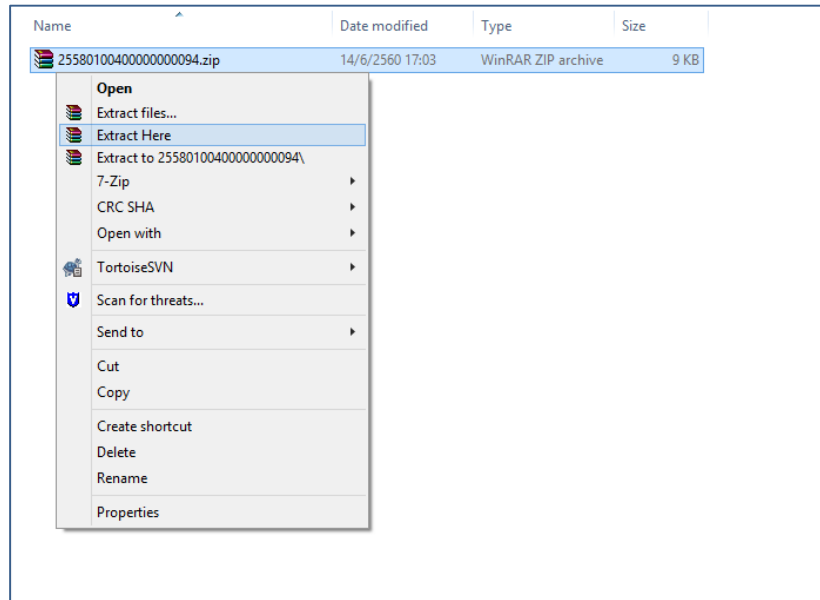 Name Date modified Type Size
25580100400000000094.zip 14/6/2560 17:03 WinRAR ZIP archive 9 KB
Open
Extract files...
Extract Here
Extract to 25580100400000000094\
7-Zip
CRC SHA
Open with
TortoiseSVN
Scan for threats...
Send to
Cut
Copy
Create shortcut
Delete
Rename
Properties